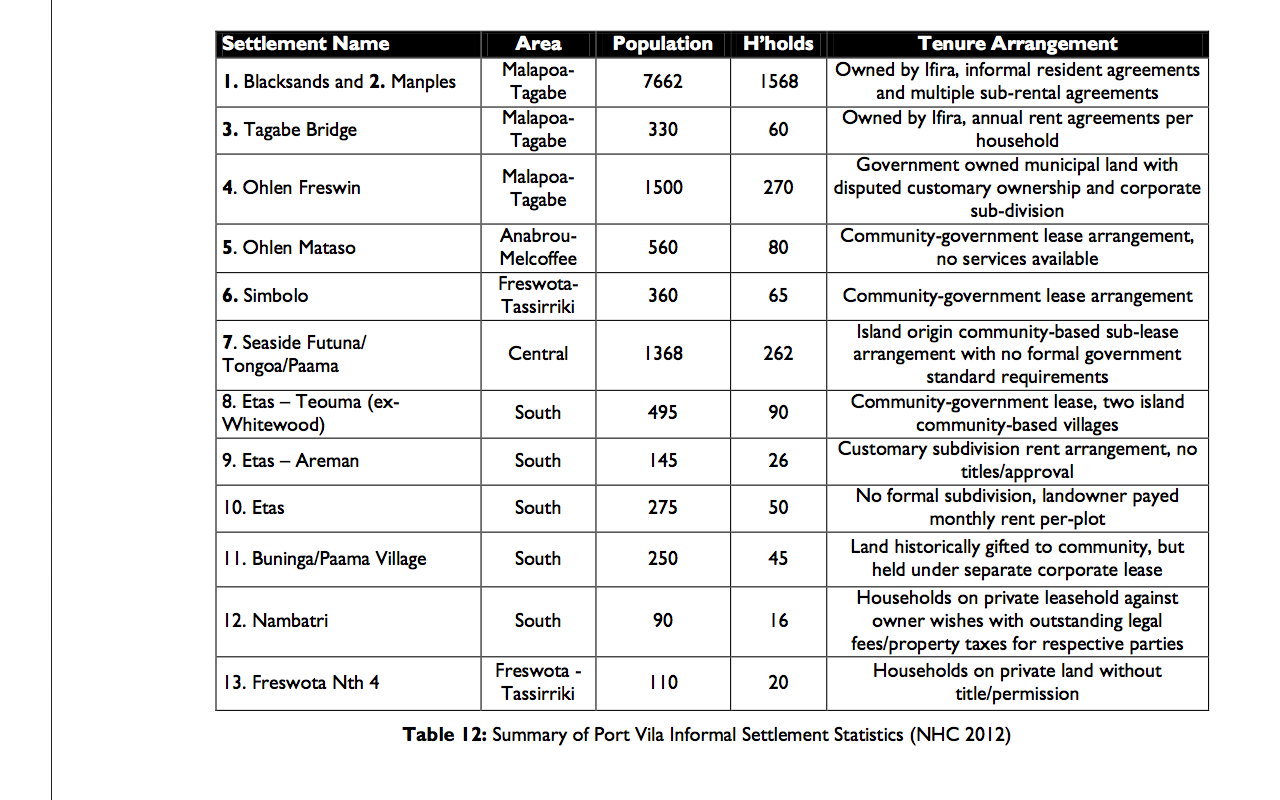 Settlement Name Area Population H'holds Tenure Arrangement
1. Blacksands and 2. Manples Malapoa-Tagabe 7662 1568 Owned by Ifira, informal resident agreements and multiple sub-rental agreements
3. Tagabe Bridge Malapoa-Tagabe 330 60 Owned by Ifira, annual rent agreements per household
4. Ohlen Freswin Malapoa-Tagabe 1500 270 Government owned municipal land with disputed customary ownership and corporate sub-division
5. Ohlen Mataso Anabrou-Melcoffee 560 80 Community-government lease arrangement, no services available
6. Simbolo Freswota-Tassirriki 360 65 Community-government lease arrangement
7. Seaside Futuna/ Tongoa/Paama Central 1368 262 Island origin community-based sub-lease arrangement with no formal government standard requirements
8. Etas – Teouma (ex-Whitewood) South 495 90 Community-government lease, two island community-based villages
9. Etas – Areman South 145 26 Customary subdivision rent arrangement, no titles/approval
10. Etas South 275 50 No formal subdivision, landowner payed monthly rent per-plot
11. Buninga/Paama Village South 250 45 Land historically gifted to community, but held under separate corporate lease
12. Nambatri South 90 16 Households on private leasehold against owner wishes with outstanding legal fees/property taxes for respective parties
13. Freswota Nth 4 Freswota - Tassirriki 110 20 Households on private land without title/permission
Table 12: Summary of Port Vila Informal Settlement Statistics (NHC 2012)